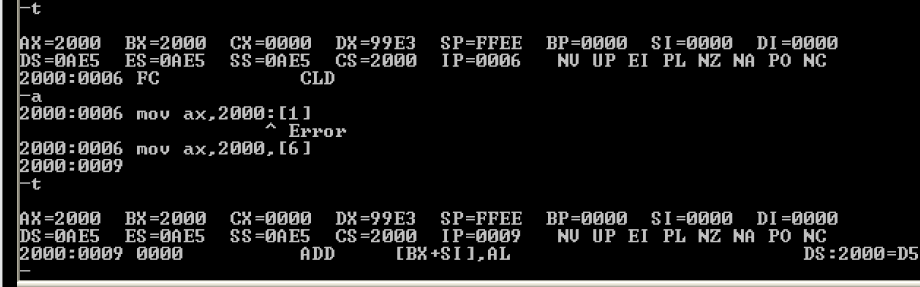 -t
AX=2000 BX=2000 CX=0000 DX=99E3 SP=FFEE BP=0000 SI=0000 DI=0000
DS=0AE5 ES=0AE5 SS=0AE5 CS=2000 IP=0006 NV UP EI PL NZ NA PO NC
2000:0006 FC CLD
-a
2000:0006 mov ax,2000:[1]
^ Error
2000:0006 mov ax,2000,[6]
2000:0009
-t
AX=2000 BX=2000 CX=0000 DX=99E3 SP=FFEE BP=0000 SI=0000 DI=0000
DS=0AE5 ES=0AE5 SS=0AE5 CS=2000 IP=0009 NV UP EI PL NZ NA PO NC
2000:0009 0000 ADD [BX+SI],AL DS:2000=D5
-